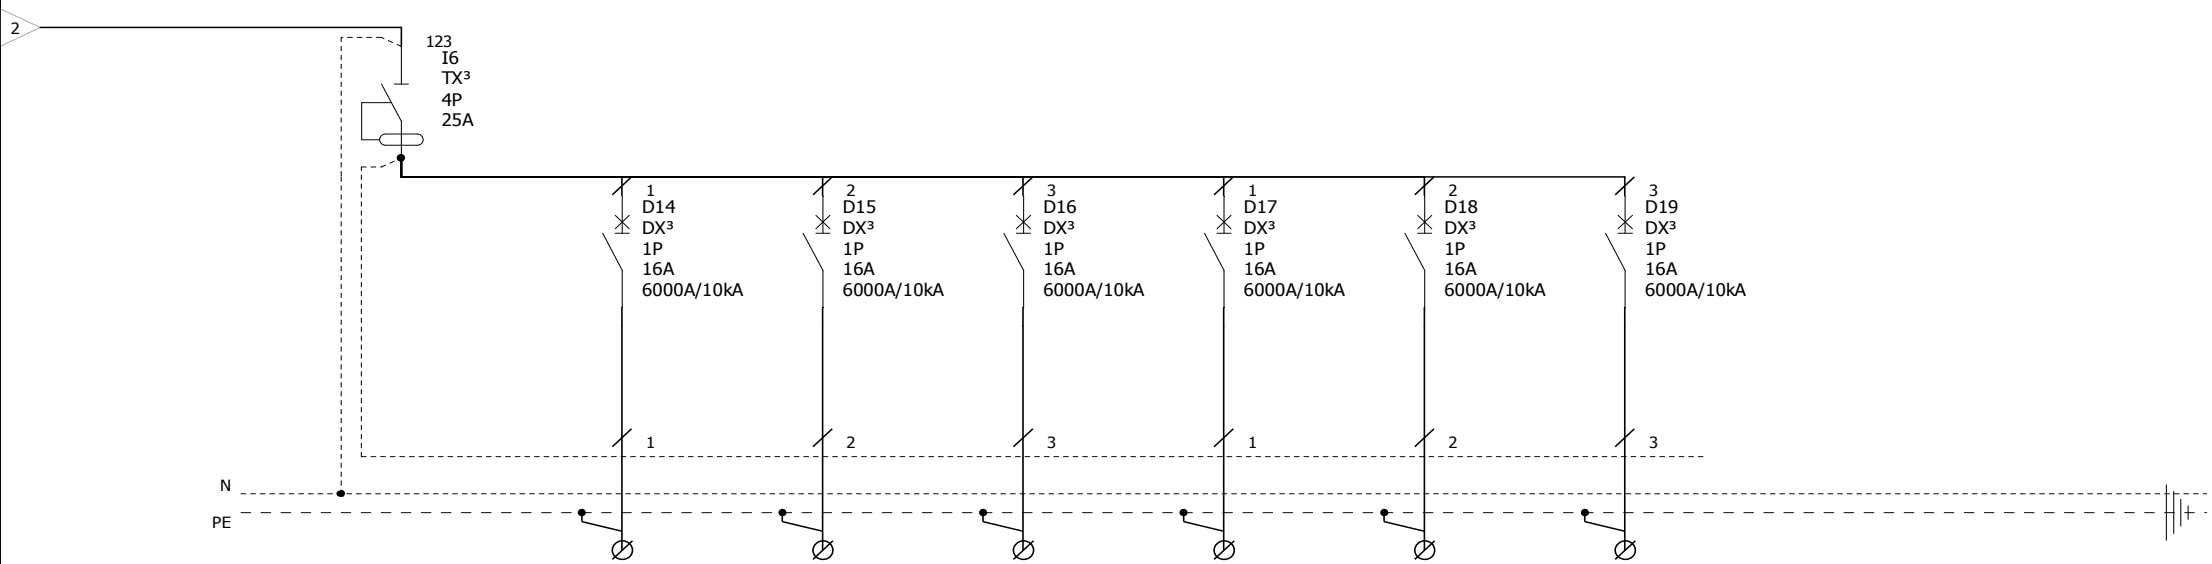 2
123
I6
TX³
4P
25A
1
D14
DX³
1P
16A
6000A/10kA
2
D15
DX³
1P
16A
6000A/10kA
3
D16
DX³
1P
16A
6000A/10kA
1
D17
DX³
1P
16A
6000A/10kA
2
D18
DX³
1P
16A
6000A/10kA
3
D19
DX³
1P
16A
6000A/10kA
1
2
3
1
2
3
N
PE